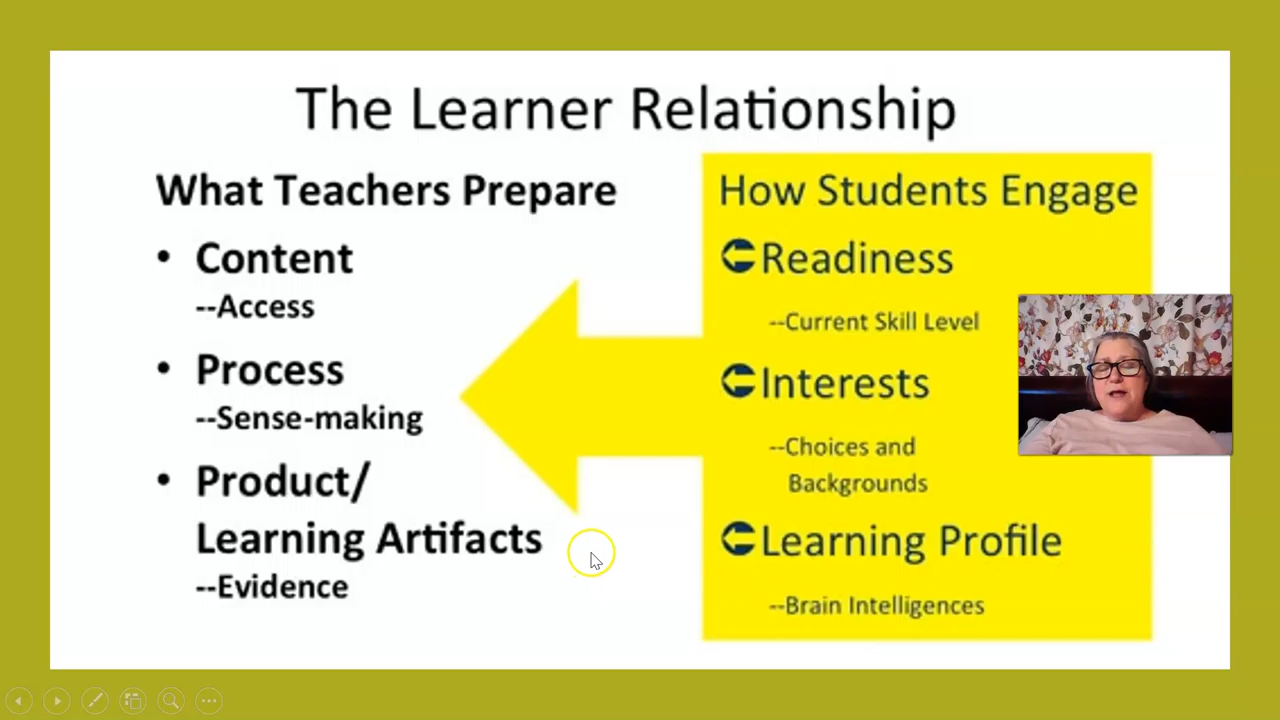 The Learner Relationship
What Teachers Prepare
• Content
--Access
• Process
--Sense-making
• Product/
Learning Artifacts
--Evidence
How Students Engage
Readiness
--Current Skill Level
Interests
--Choices and
Backgrounds
Learning Profile
--Brain Intelligences